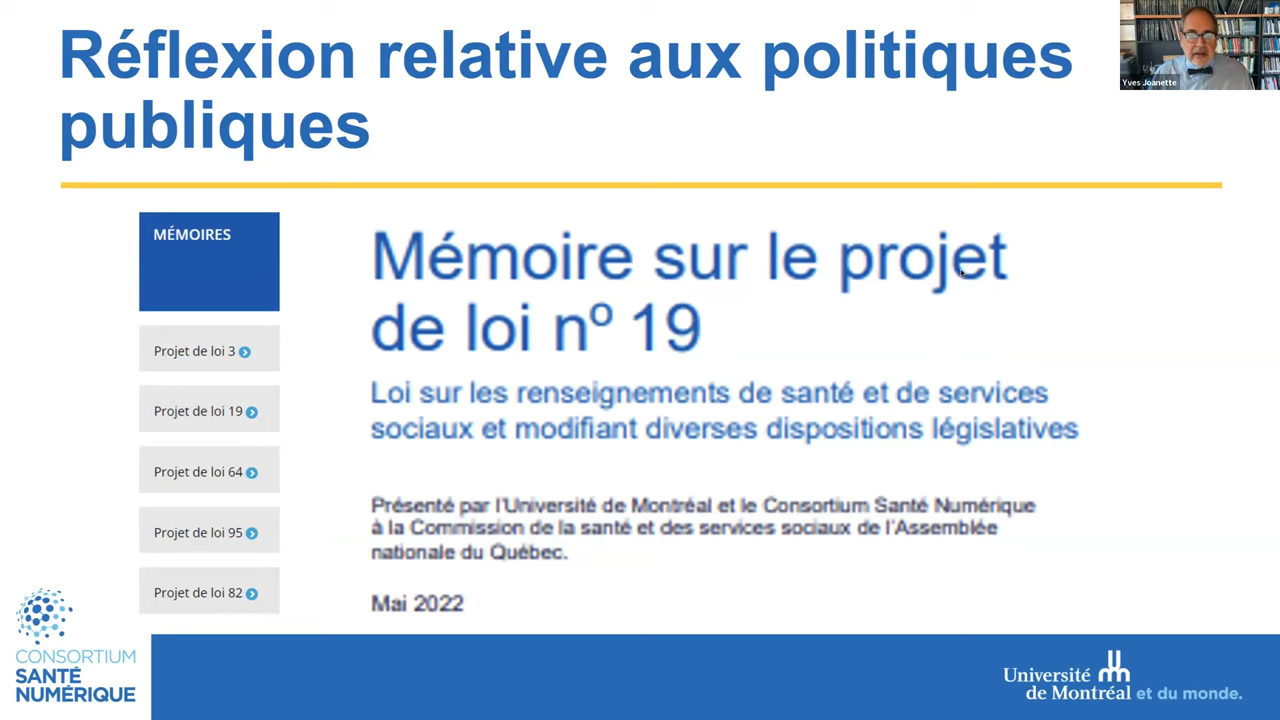 Réflexion relative aux politiques
publiques
Yves Joanette
MÉMOIRES
Projet de loi 3
Projet de loi 19
Projet de loi 64
Projet de loi 95
Projet de loi 82
Mémoire sur le projet
de loi nº 19
Loi sur les renseignements de santé et de services
sociaux et modifiant diverses dispositions législatives
Présenté par l'Université de Montréal et le Consortium Santé Numérique
à la Commission de la santé et des services sociaux de l'Assemblée
nationale du Québec.
Mai 2022
CONSORTIUM
SANTÉ
NUMÉRIQUE
Université
de Montréal et du monde.